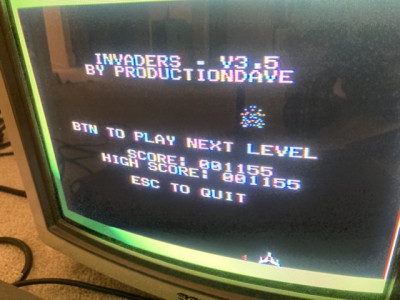 INVADERS - V3.5
BY PRODUCTIONDAVE
BTN TO PLAY NEXT LEVEL
SCORE: 001155
HIGH SCORE: 001155
ESC TO QUIT